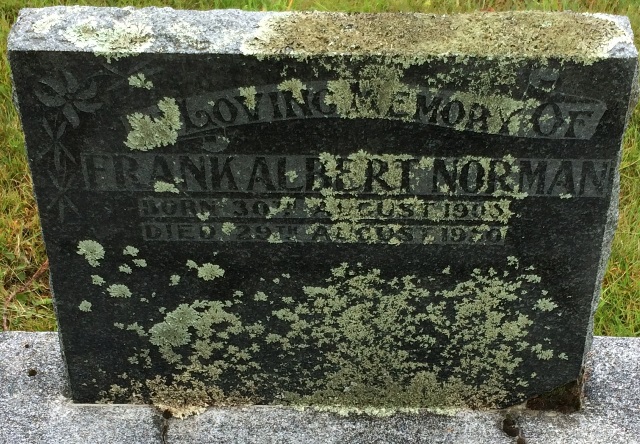 LOVING MEMORY OF
FRANK ALBERT NORMAN
BORN 30TH AUGUST
DIED 29TH AUGUST